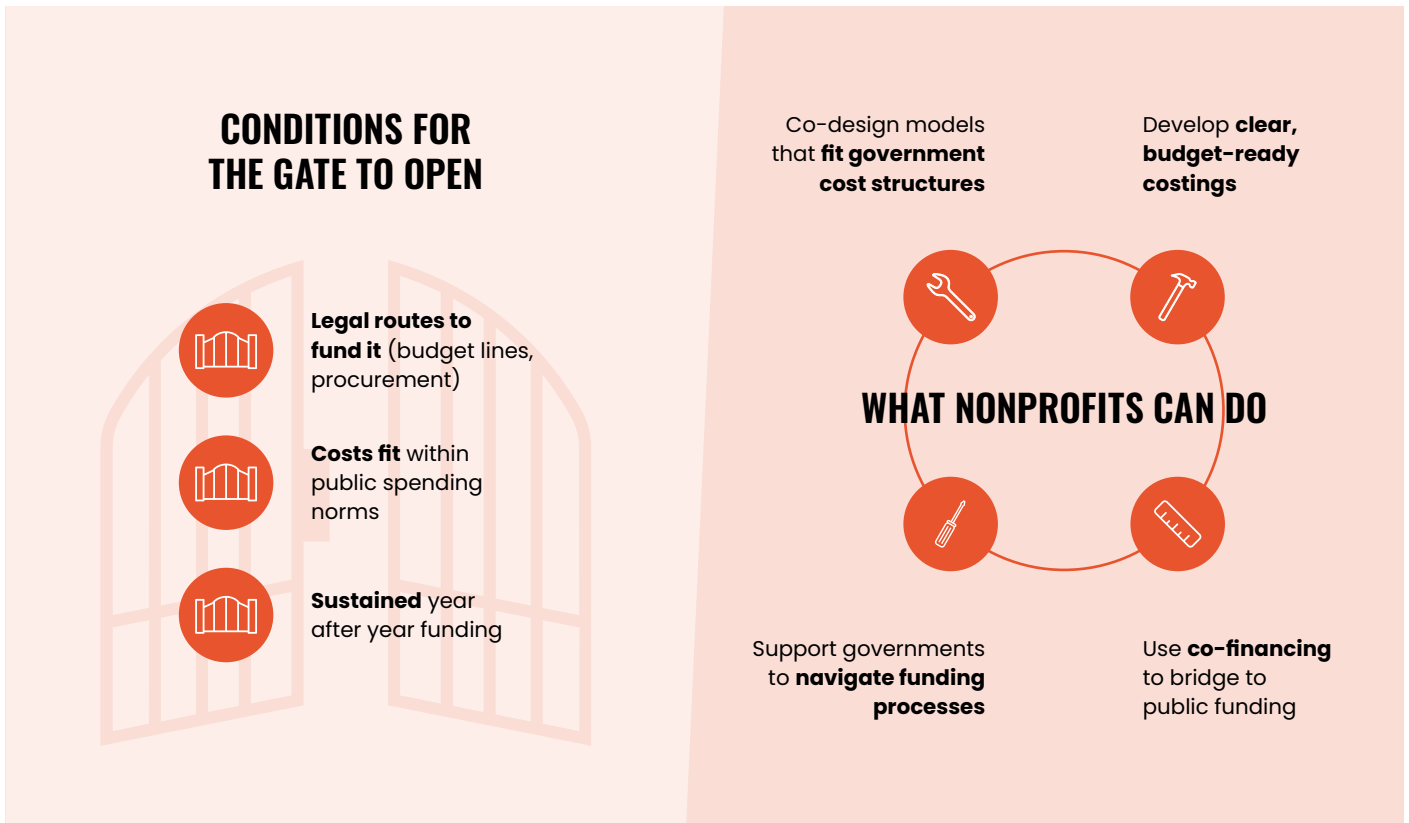 CONDITIONS FOR
THE GATE TO OPEN
Legal routes to
fund it (budget lines,
procurement)
Costs fit within
public spending
norms
Sustained year
after year funding
Co-design models
that fit government
cost structures
Develop clear,
budget-ready
costings
WHAT NONPROFITS CAN DO
Support governments
to navigate funding
processes
Use co-financing
to bridge to
public funding